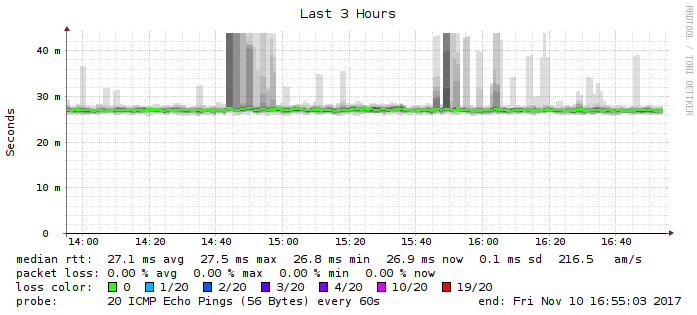 Last 3 Hours
RRDTOOL / TOBI OETIKER
Seconds
40 m
30 m
20 m
10 m
0
14:00 14:20 14:40 15:00 15:20 15:40 16:00 16:20 16:40
median rtt: 27.1 ms avg 27.5 ms max 26.8 ms min 26.9 ms now 0.1 ms sd 216.5 am/s
packet loss: 0.00 % avg 0.00 % max 0.00 % min 0.00 % now
loss color: 0 1/20 2/20 3/20 4/20 10/20 19/20
probe: 20 ICMP Echo Pings (56 Bytes) every 60s end: Fri Nov 10 16:55:03 2017